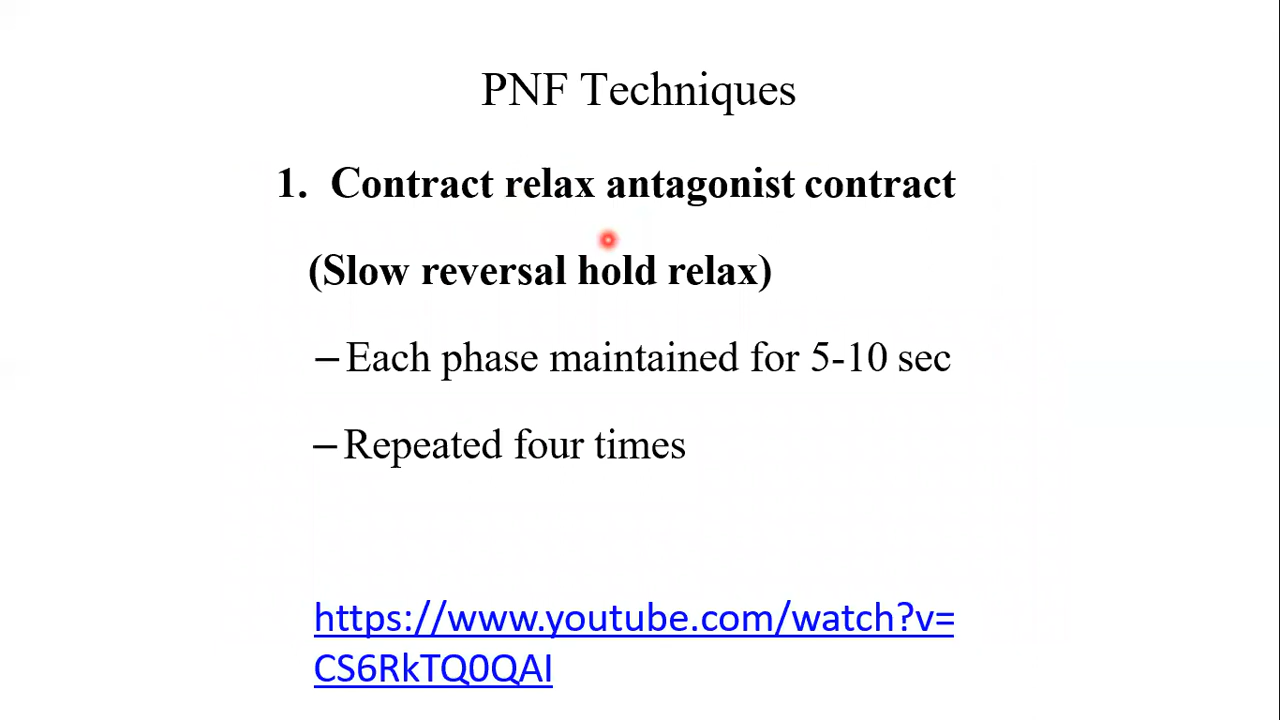 PNF Techniques
1. Contract relax antagonist contract
(Slow reversal hold relax)
– Each phase maintained for 5-10 sec
– Repeated four times
https://www.youtube.com/watch?v=
CS6RkTQ0QAI